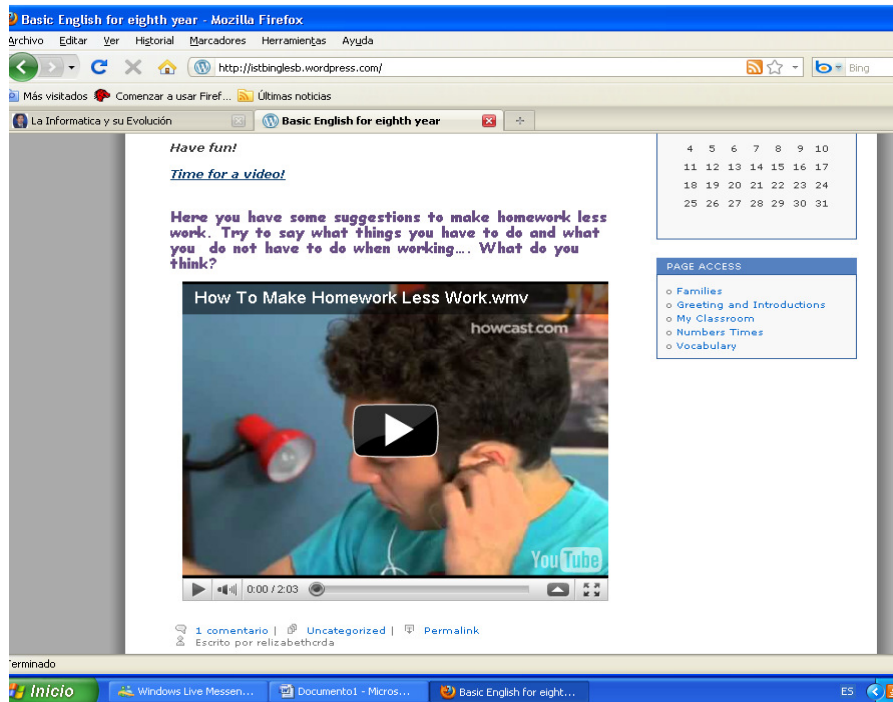 Basic English for eighth year - Mozilla Firefox
Archivo Editar Ver Historial Marcadores Herramientas Ayuda
http://istbinglesb.wordpress.com/
Bing
Más visitados Comenzar a usar Firef... Últimas noticias
La Informatica y su Evolución Basic English for eighth year
Have fun!
Time for a video!
Here you have some suggestions to make homework less
work. Try to say what things you have to do and what
you do not have to do when working.... What do you
think?
How To Make Homework Less Work.wmv
howcast.com
YouTube
0:00 / 2:03
1 comentario | Uncategorized | Permalink
Escrito por relizabethcrda
4 5 6 7 8 9 10
11 12 13 14 15 16 17
18 19 20 21 22 23 24
25 26 27 28 29 30 31
PAGE ACCESS
Families
Greeting and Introductions
My Classroom
Numbers Times
Vocabulary
Terminado
Inicio Windows Live Messen... Documento1 - Micros... Basic English for eight... ES